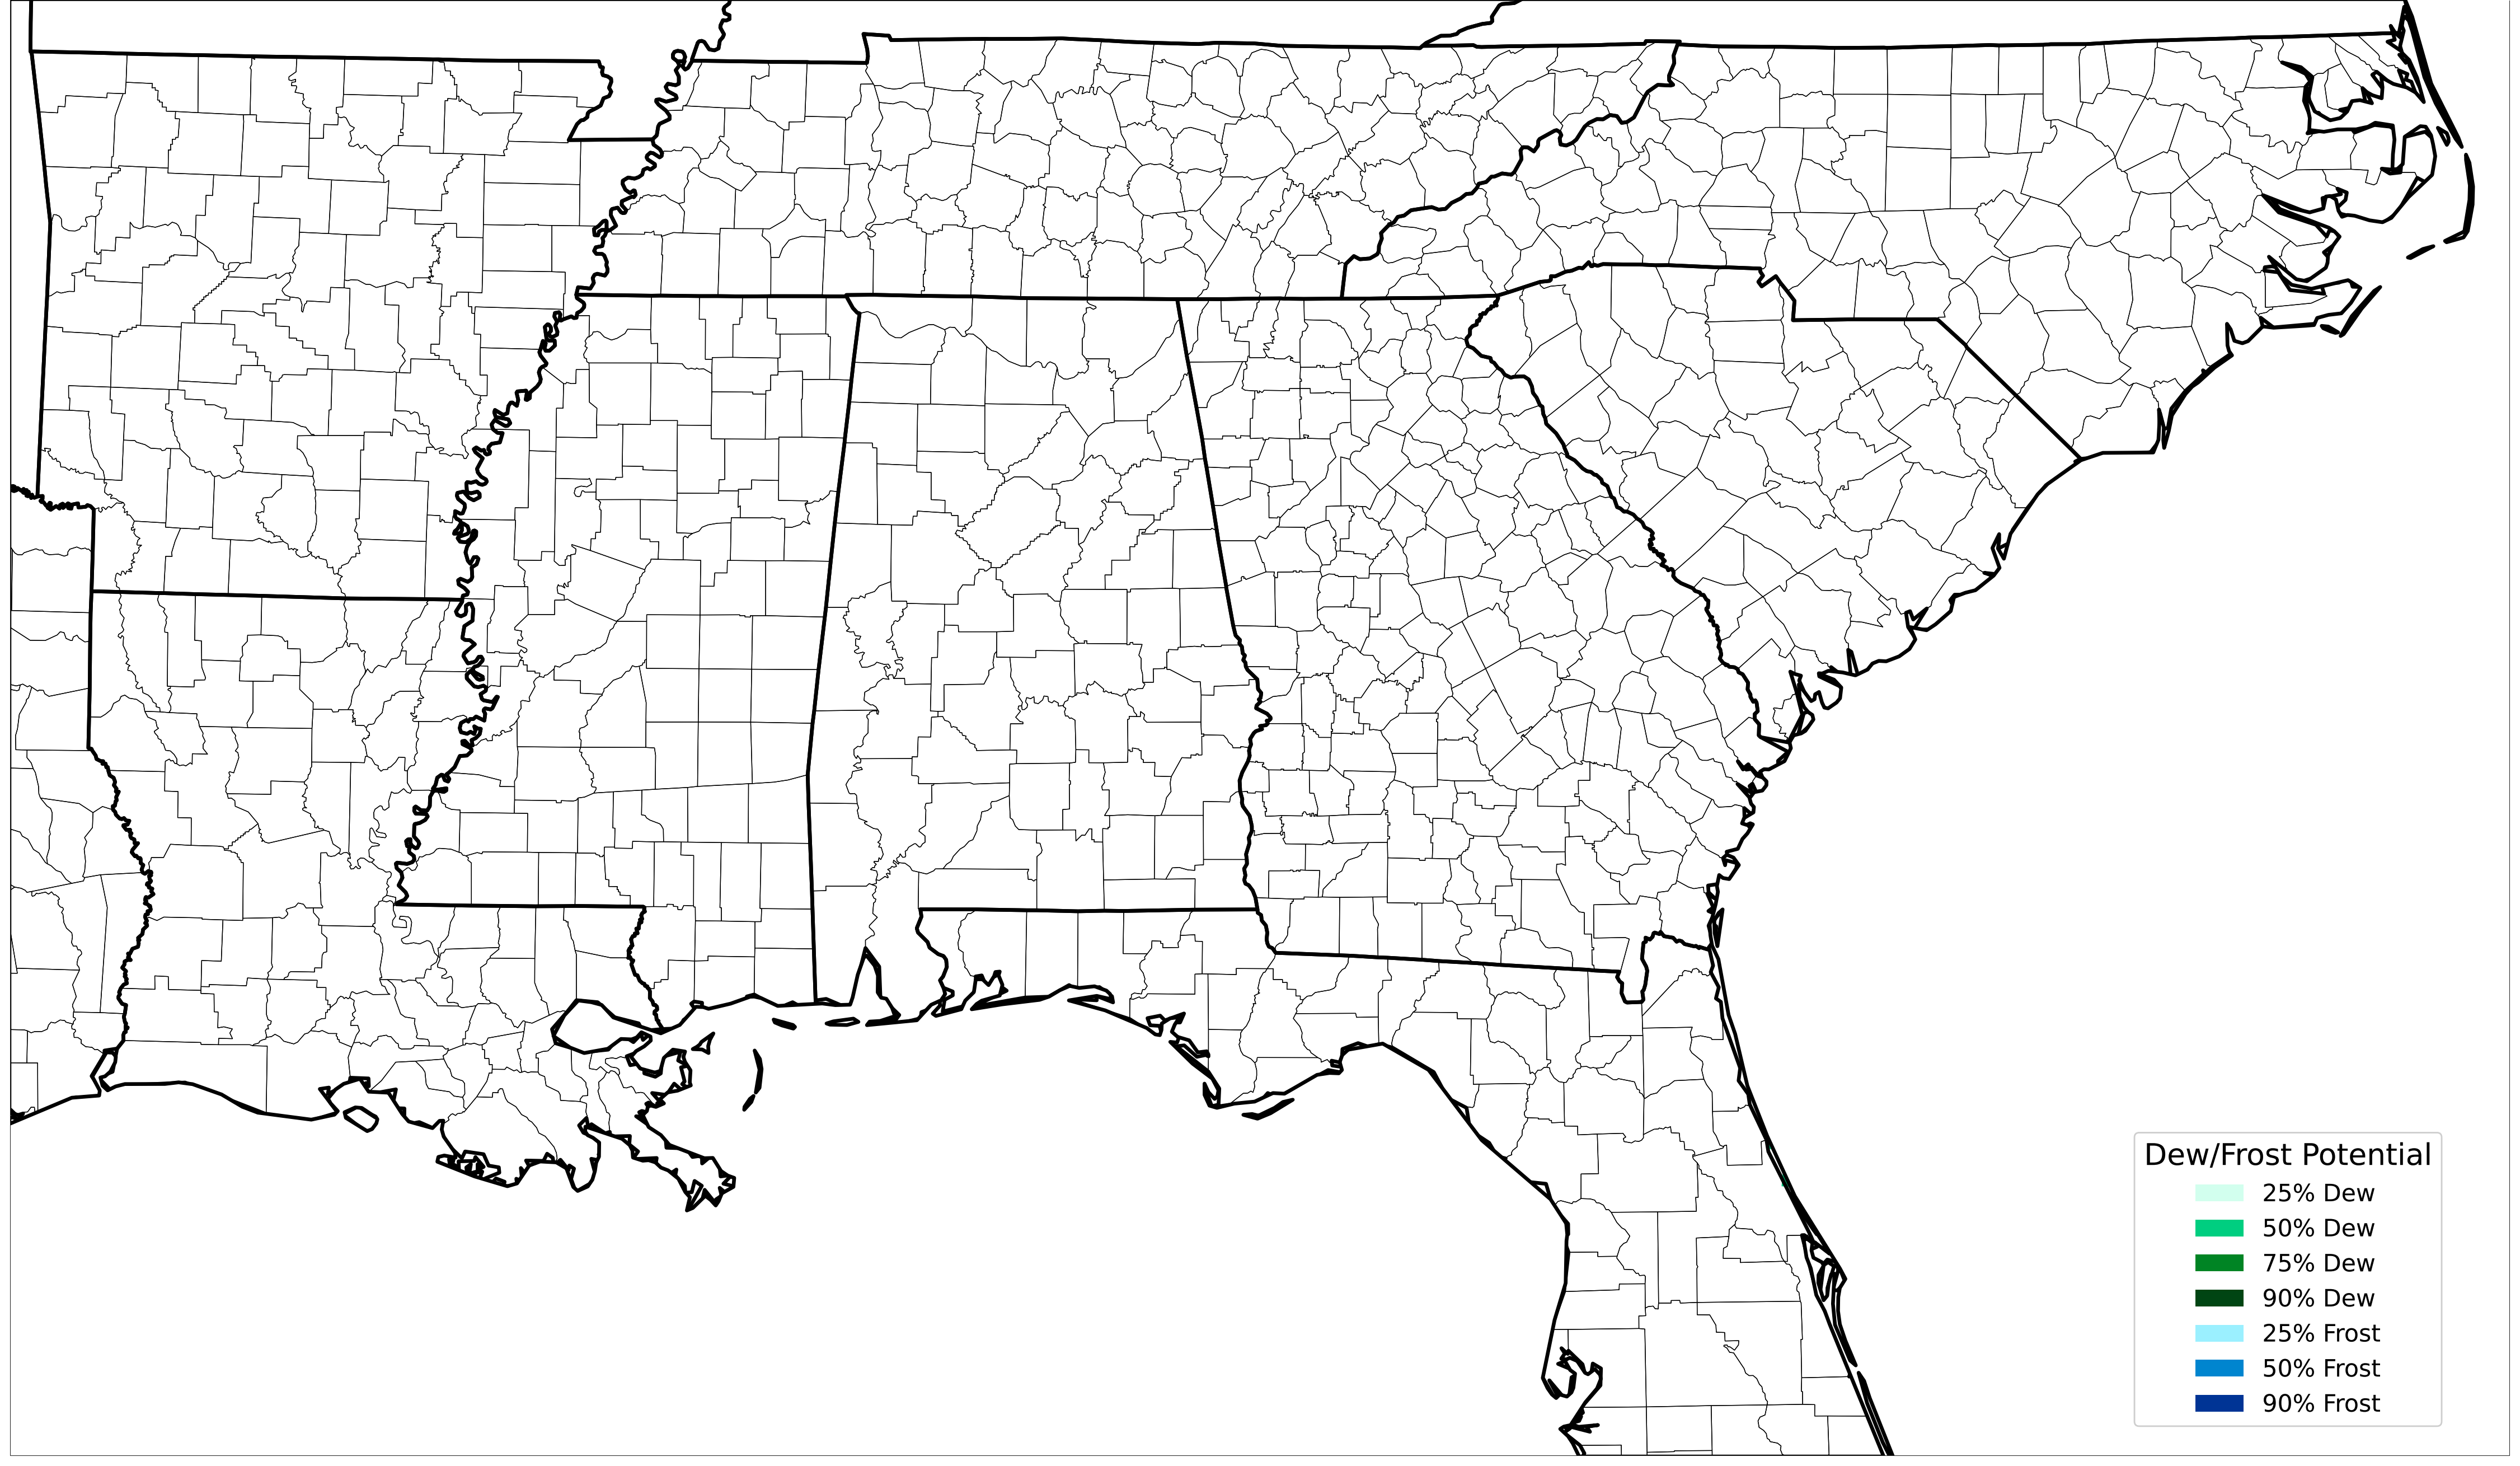 Dew/Frost Potential
25% Dew
50% Dew
75% Dew
90% Dew
25% Frost
50% Frost
90% Frost